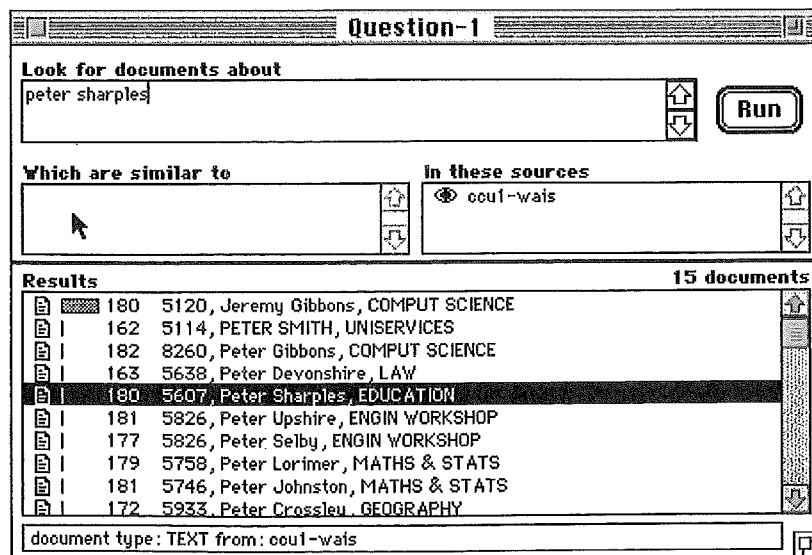 Question-1
Look for documents about
peter sharples
Run
Which are similar to
In these sources
ccu1-wais
Results
15 documents
180 5120, Jeremy Gibbons, COMPUT SCIENCE
162 5114, PETER SMITH, UNISERVICES
182 8260, Peter Gibbons, COMPUT SCIENCE
163 5638, Peter Devonshire, LAW
180 5607, Peter Sharples, EDUCATION
181 5826, Peter Upshire, ENGIN WORKSHOP
177 5826, Peter Selby, ENGIN WORKSHOP
179 5758, Peter Lorimer, MATHS & STATS
181 5746, Peter Johnston, MATHS & STATS
172 5933, Peter Crossley, GEOGRAPHY
document type: TEXT from: ccu1-wais